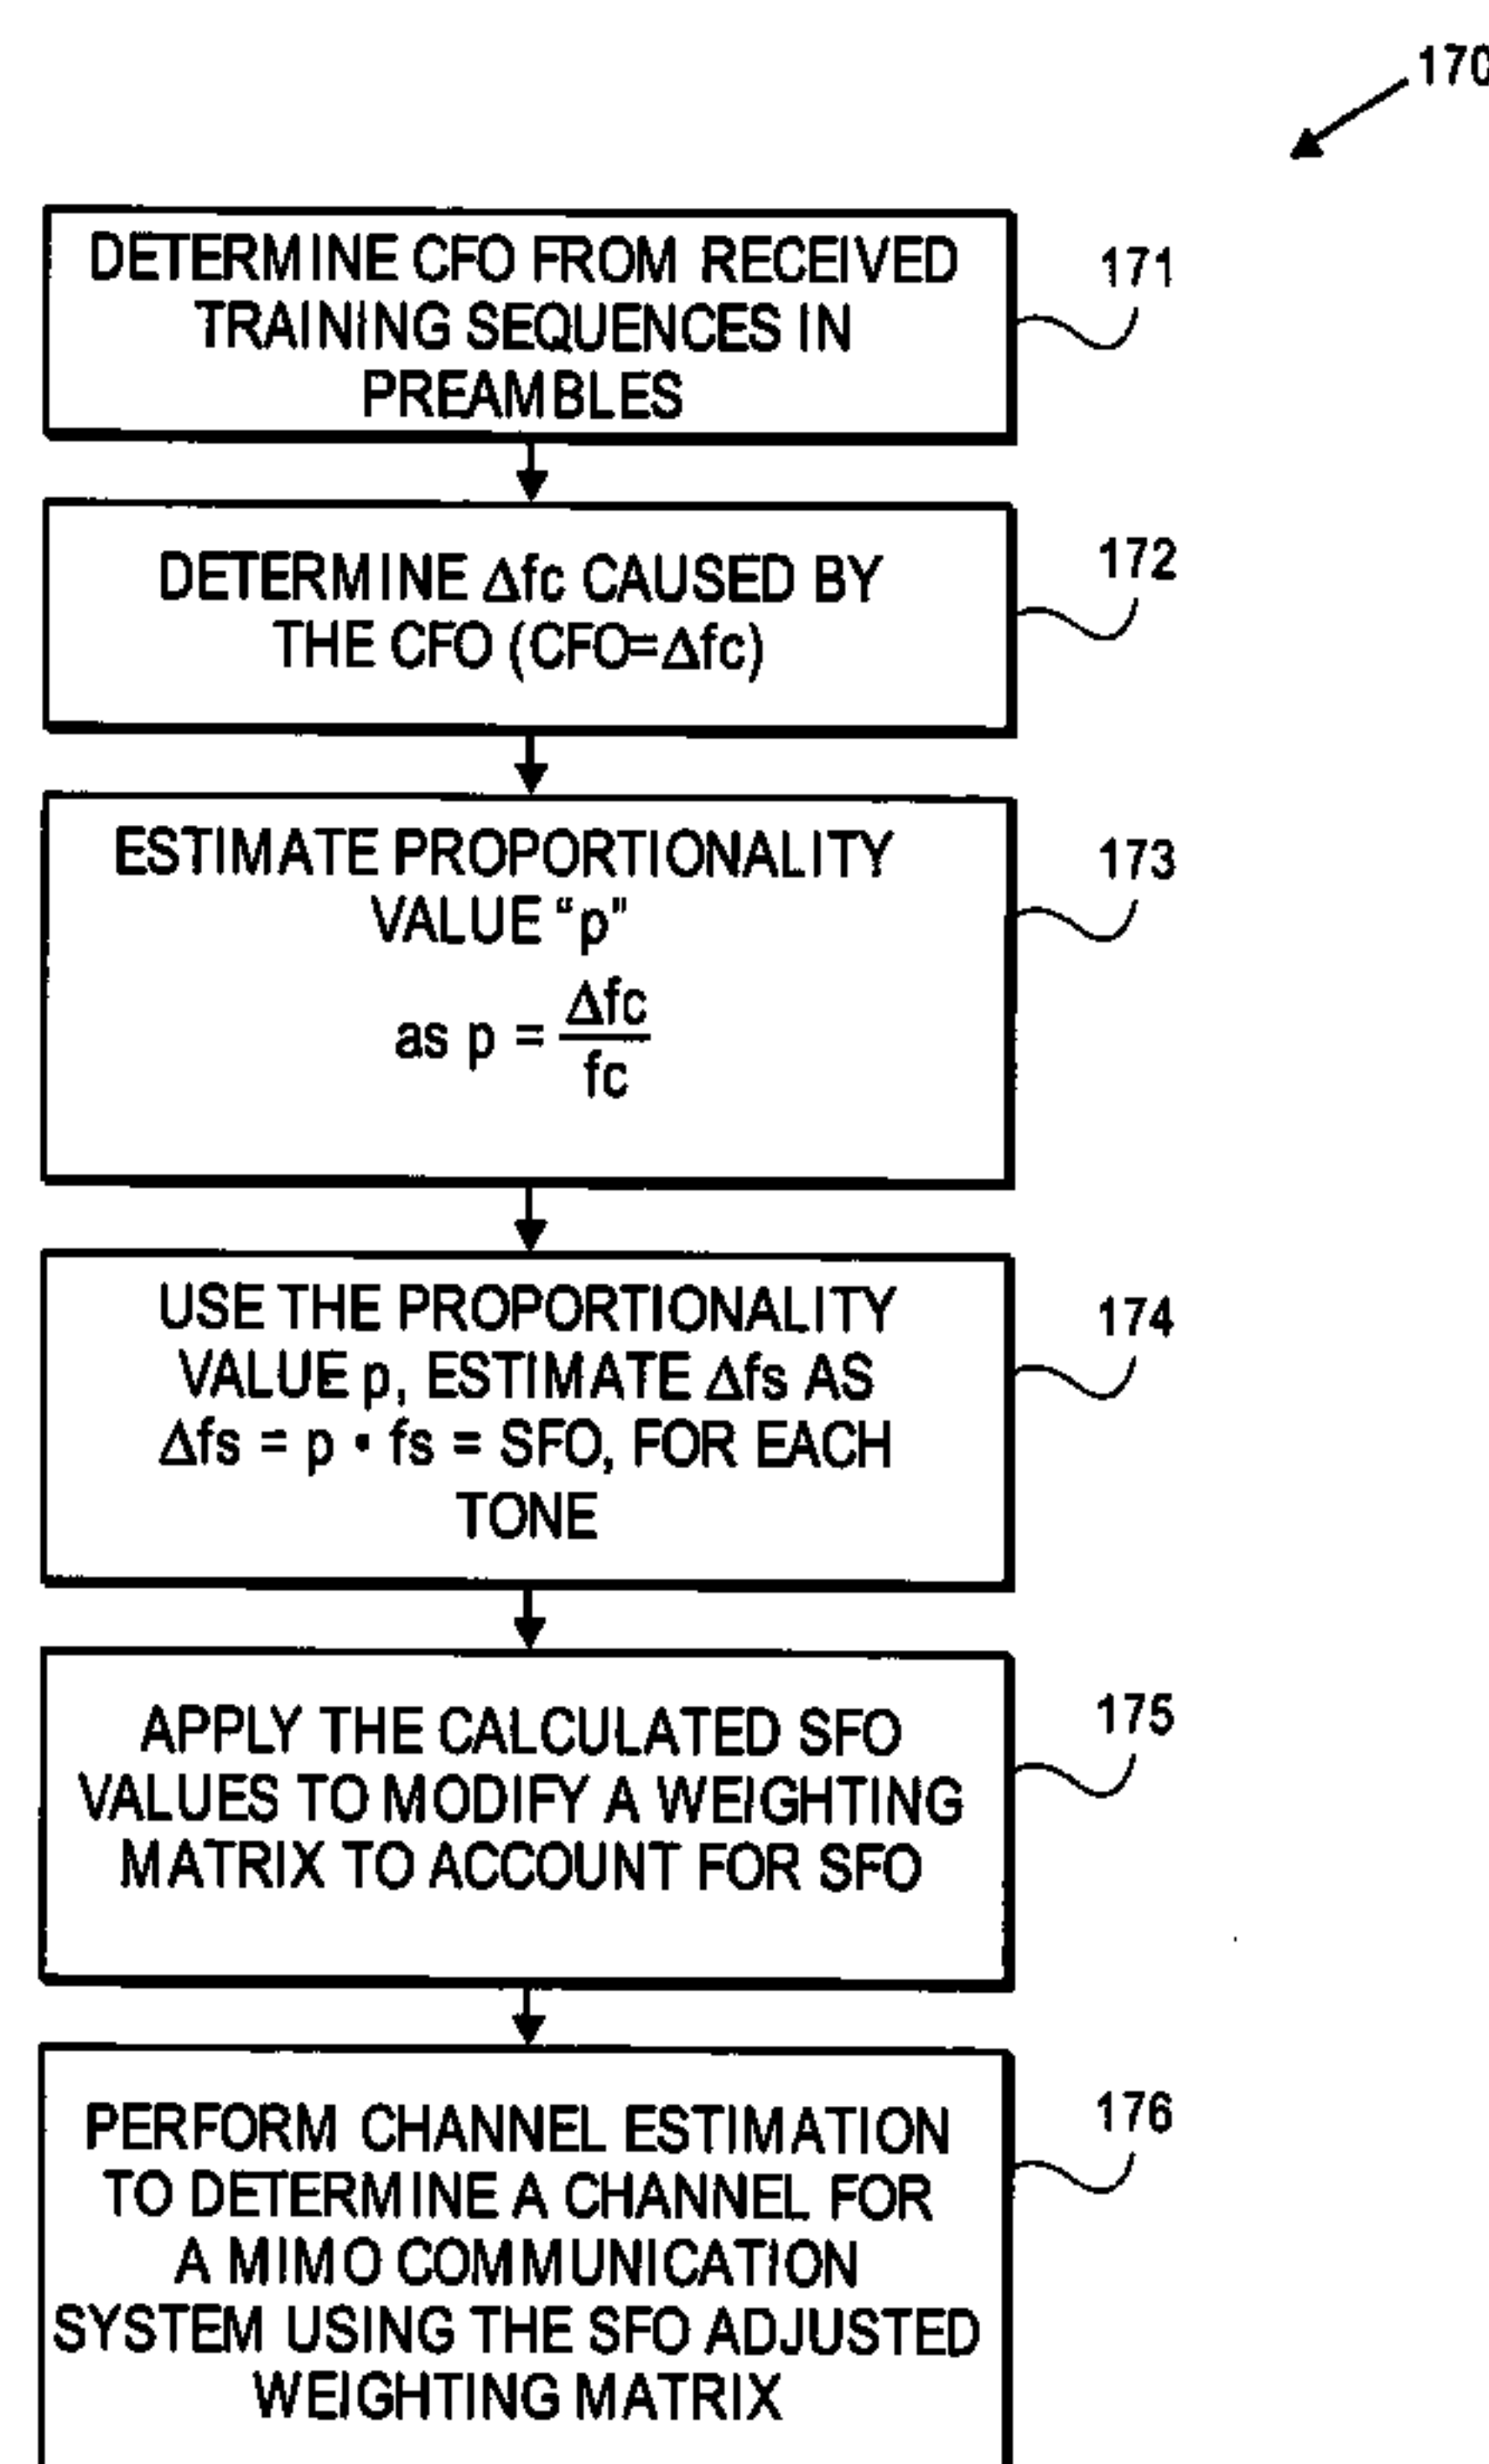 170
DETERMINE CFO FROM RECEIVED
TRAINING SEQUENCES IN
PREAMBLES
171
DETERMINE Δfc CAUSED BY
THE CFO (CFO=Δfc)
172
ESTIMATE PROPORTIONALITY
VALUE "p"
as p = Δfc / fc
173
USE THE PROPORTIONALITY
VALUE p, ESTIMATE Δfs AS
Δfs = p • fs = SFO, FOR EACH
TONE
174
APPLY THE CALCULATED SFO
VALUES TO MODIFY A WEIGHTING
MATRIX TO ACCOUNT FOR SFO
175
PERFORM CHANNEL ESTIMATION
TO DETERMINE A CHANNEL FOR
A MIMO COMMUNICATION
SYSTEM USING THE SFO ADJUSTED
WEIGHTING MATRIX
176